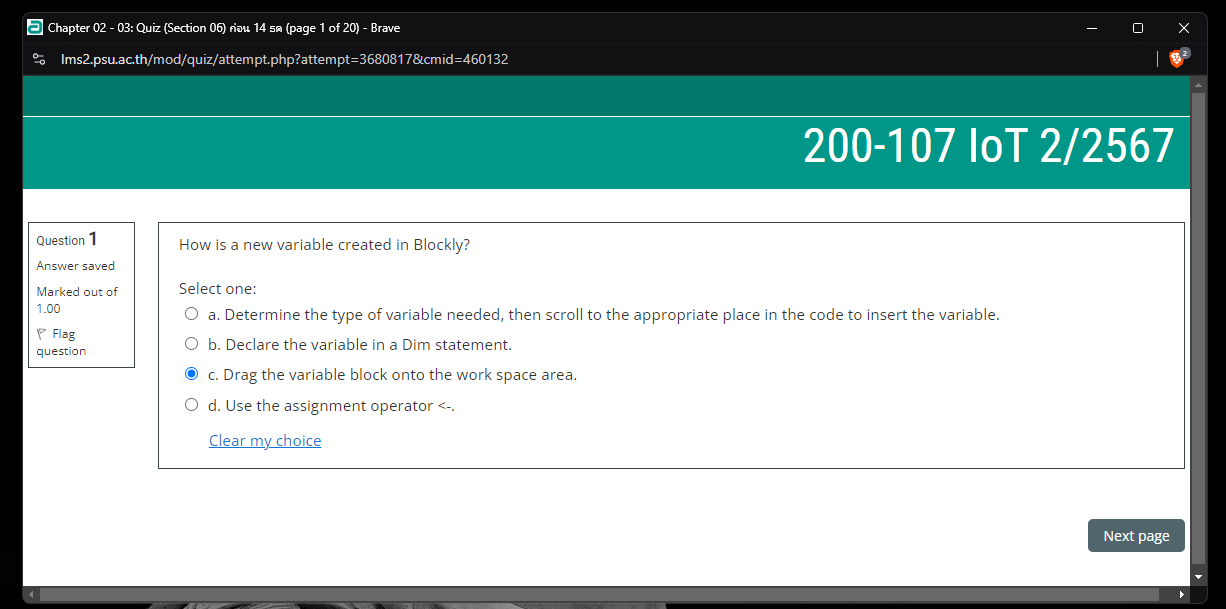 Chapter 02 - 03: Quiz (Section 06) ก่อน 14 ธค (page 1 of 20) - Brave
lms2.psu.ac.th/mod/quiz/attempt.php?attempt=3680817&cmid=460132
2
200-107 IoT 2/2567
Question 1
Answer saved
Marked out of
1.00
Flag
question
How is a new variable created in Blockly?
Select one:
a. Determine the type of variable needed, then scroll to the appropriate place in the code to insert the variable.
b. Declare the variable in a Dim statement.
c. Drag the variable block onto the work space area.
d. Use the assignment operator <-.
Clear my choice
Next page